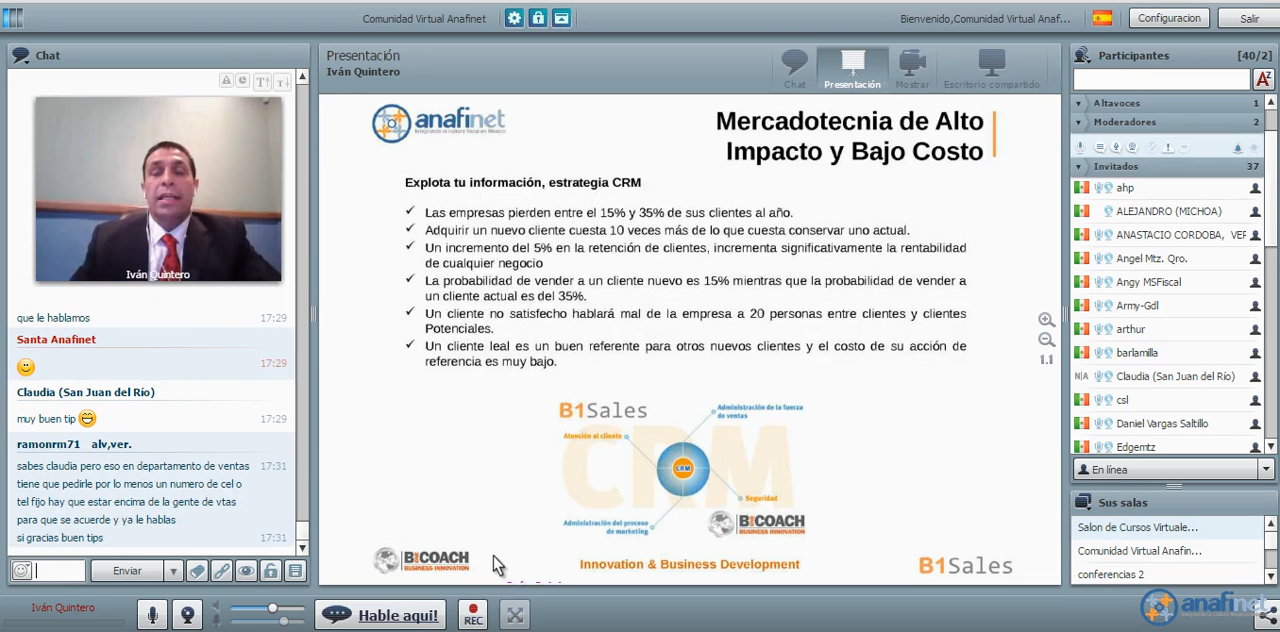 Comunidad Virtual Anafinet
Bienvenido,Comunidad Virtual Anaf...
Configuracion
Salir
Chat
Iván Quintero
que le hablamos
17:29
Santa Anafinet
17:29
Claudia (San Juan del Río)
muy buen tip
17:29
ramonrm71 alv,ver.
sabes claudia pero eso en departamento de ventas
17:31
tiene que pedirle por lo menos un numero de cel o
tel fijo hay que estar encima de la gente de vtas
para que se acuerde y ya le hablas
si gracias buen tips
17:31
Enviar
Presentación
Iván Quintero
Chat
Presentación
Mostrar
Escritorio compartido
anafinet
Mercadotecnia de Alto
Impacto y Bajo Costo
Explota tu información, estrategia CRM
Las empresas pierden entre el 15% y 35% de sus clientes al año.
Adquirir un nuevo cliente cuesta 10 veces más de lo que cuesta conservar uno actual.
Un incremento del 5% en la retención de clientes, incrementa significativamente la rentabilidad
de cualquier negocio
La probabilidad de vender a un cliente nuevo es 15% mientras que la probabilidad de vender a
un cliente actual es del 35%.
Un cliente no satisfecho hablará mal de la empresa a 20 personas entre clientes y clientes
Potenciales.
Un cliente leal es un buen referente para otros nuevos clientes y el costo de su acción de
referencia es muy bajo.
B1Sales
Administración de la fuerza
de ventas
Atención al cliente
CRM
CRM
Seguridad
Administración del proceso
de marketing
COACH
BUSINESS INNOVATION
COACH
BUSINESS INNOVATION
Innovation & Business Development
B1Sales
1.1
Participantes
[40/2]
Altavoces
1
Moderadores
2
Invitados
37
ahp
ALEJANDRO (MICHOA)
ANASTACIO CORDOBA, VER
Angel Mtz. Qro.
Angy MSFiscal
Army-Gdl
arthur
barlamilla
N/A
Claudia (San Juan del Río)
csl
Daniel Vargas Saltillo
Edgemtz
En línea
Sus salas
Salon de Cursos Virtuale...
Comunidad Virtual Anafin...
conferencias 2
Iván Quintero
Hable aqui!
REC
anafinet